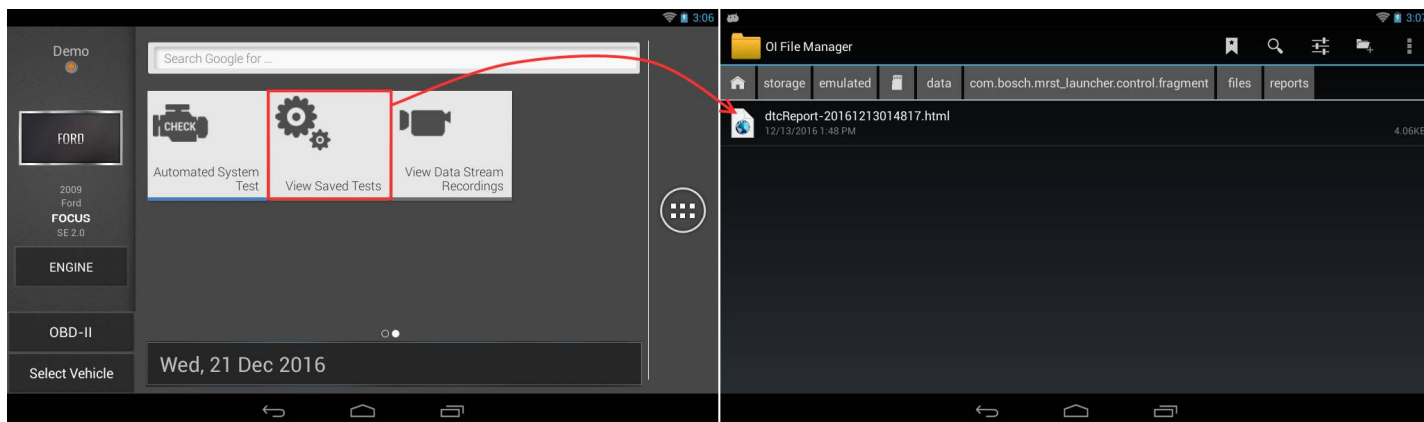 3:06
Demo
Search Google for ...
FORD
CHECK
Automated System
Test
View Saved Tests
View Data Stream
Recordings
2009
Ford
FOCUS
SE 2.0
ENGINE
OBD-II
Select Vehicle
Wed, 21 Dec 2016
3:07
OI File Manager
storage
emulated
data
com.bosch.mrst_launcher.control.fragment
files
reports
dtcReport-20161213014817.html
12/13/2016 1:48 PM
4.06KB